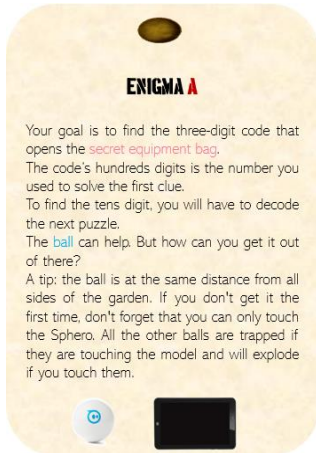 ENIGMA A
Your goal is to find the three-digit code that
opens the secret equipment bag.
The code's hundreds digits is the number you
used to solve the first clue.
To find the tens digit, you will have to decode
the next puzzle.
The ball can help. But how can you get it out
of there?
A tip: the ball is at the same distance from all
sides of the garden. If you don't get it the
first time, don't forget that you can only touch
the Sphero. All the other balls are trapped if
they are touching the model and will explode
if you touch them.